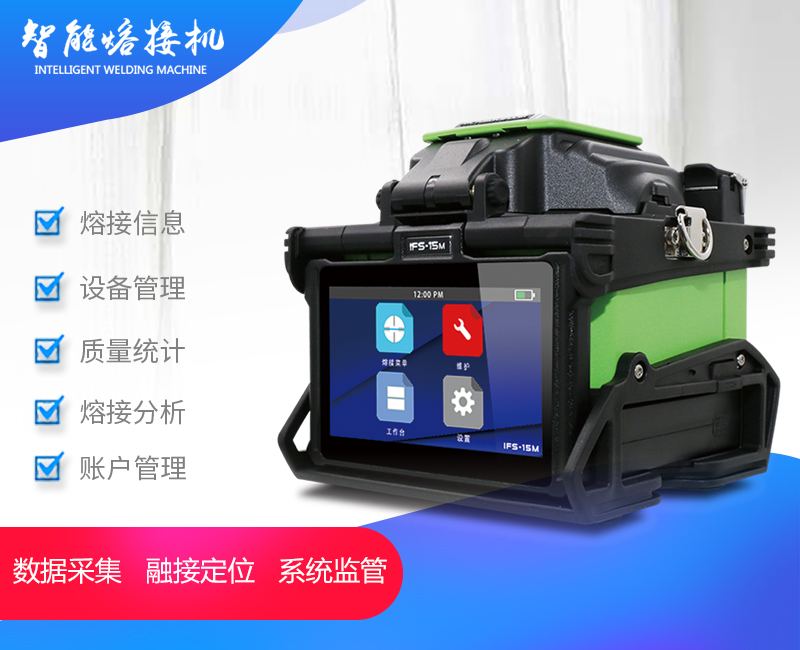 智能熔接机
INTELLIGENT WELDING MACHINE
熔接信息
设备管理
质量统计
熔接分析
账户管理
IFS-15M
12:00 PM
熔接菜单
维护
工作台
设置
IFS-15M
数据采集 融接定位 系统监管